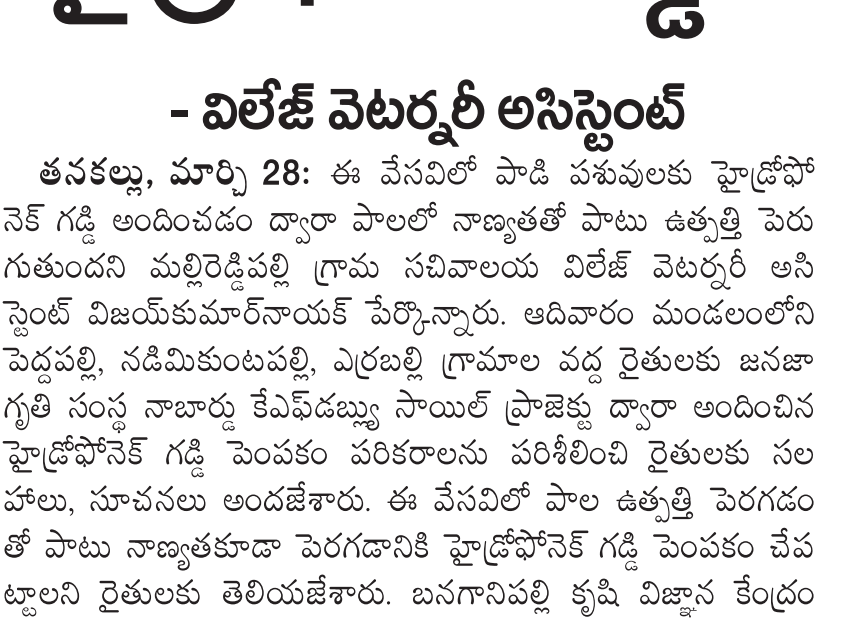 - విలేజ్ వెటర్నరీ అసిస్టెంట్
తనకల్లు, మార్చి 28: ఈ వేసవిలో పాడి పశువులకు హైడ్రోఫో
నెక్ గడ్డి అందించడం ద్వారా పాలలో నాణ్యతతో పాటు ఉత్పత్తి పెరు
గుతుందని మల్లిరెడ్డిపల్లి గ్రామ సచివాలయ విలేజ్ వెటర్నరీ అసి
స్టెంట్ విజయ్‌కుమార్‌నాయక్ పేర్కొన్నారు. ఆదివారం మండలంలోని
పెద్దపల్లి, నడిమికుంటపల్లి, ఎర్రబల్లి గ్రామాల వద్ద రైతులకు జనజా
గృతి సంస్థ నాబార్డు కేఎఫ్‌డబ్ల్యు సాయిల్ ప్రాజెక్టు ద్వారా అందించిన
హైడ్రోఫోనెక్ గడ్డి పెంపకం పరికరాలను పరిశీలించి రైతులకు సల
హాలు, సూచనలు అందజేశారు. ఈ వేసవిలో పాల ఉత్పత్తి పెరగడం
తో పాటు నాణ్యతకూడా పెరగడానికి హైడ్రోఫోనెక్ గడ్డి పెంపకం చేప
ట్టాలని రైతులకు తెలియజేశారు. బనగానిపల్లి కృషి విజ్ఞాన కేంద్రం